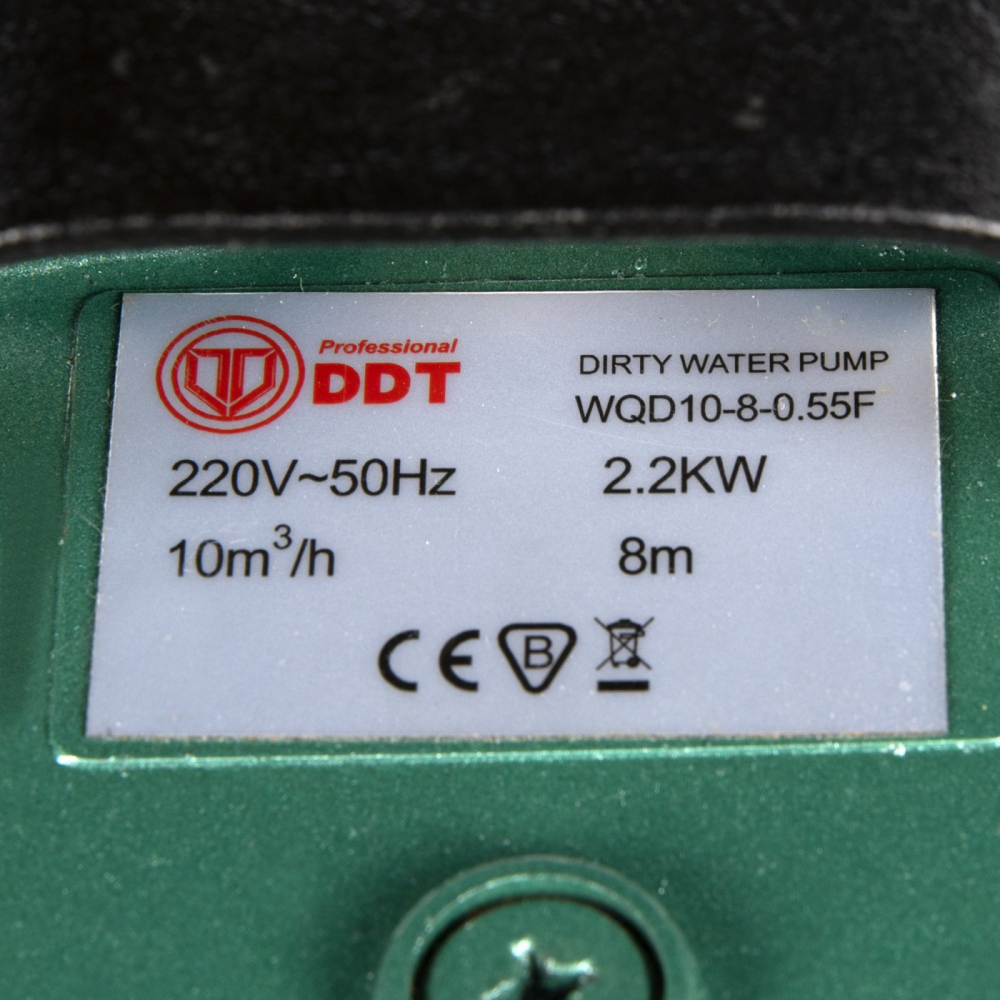 Professional
DDT
DIRTY WATER PUMP
WQD10-8-0.55F
220V~50Hz
2.2KW
10m³/h
8m
CE
B